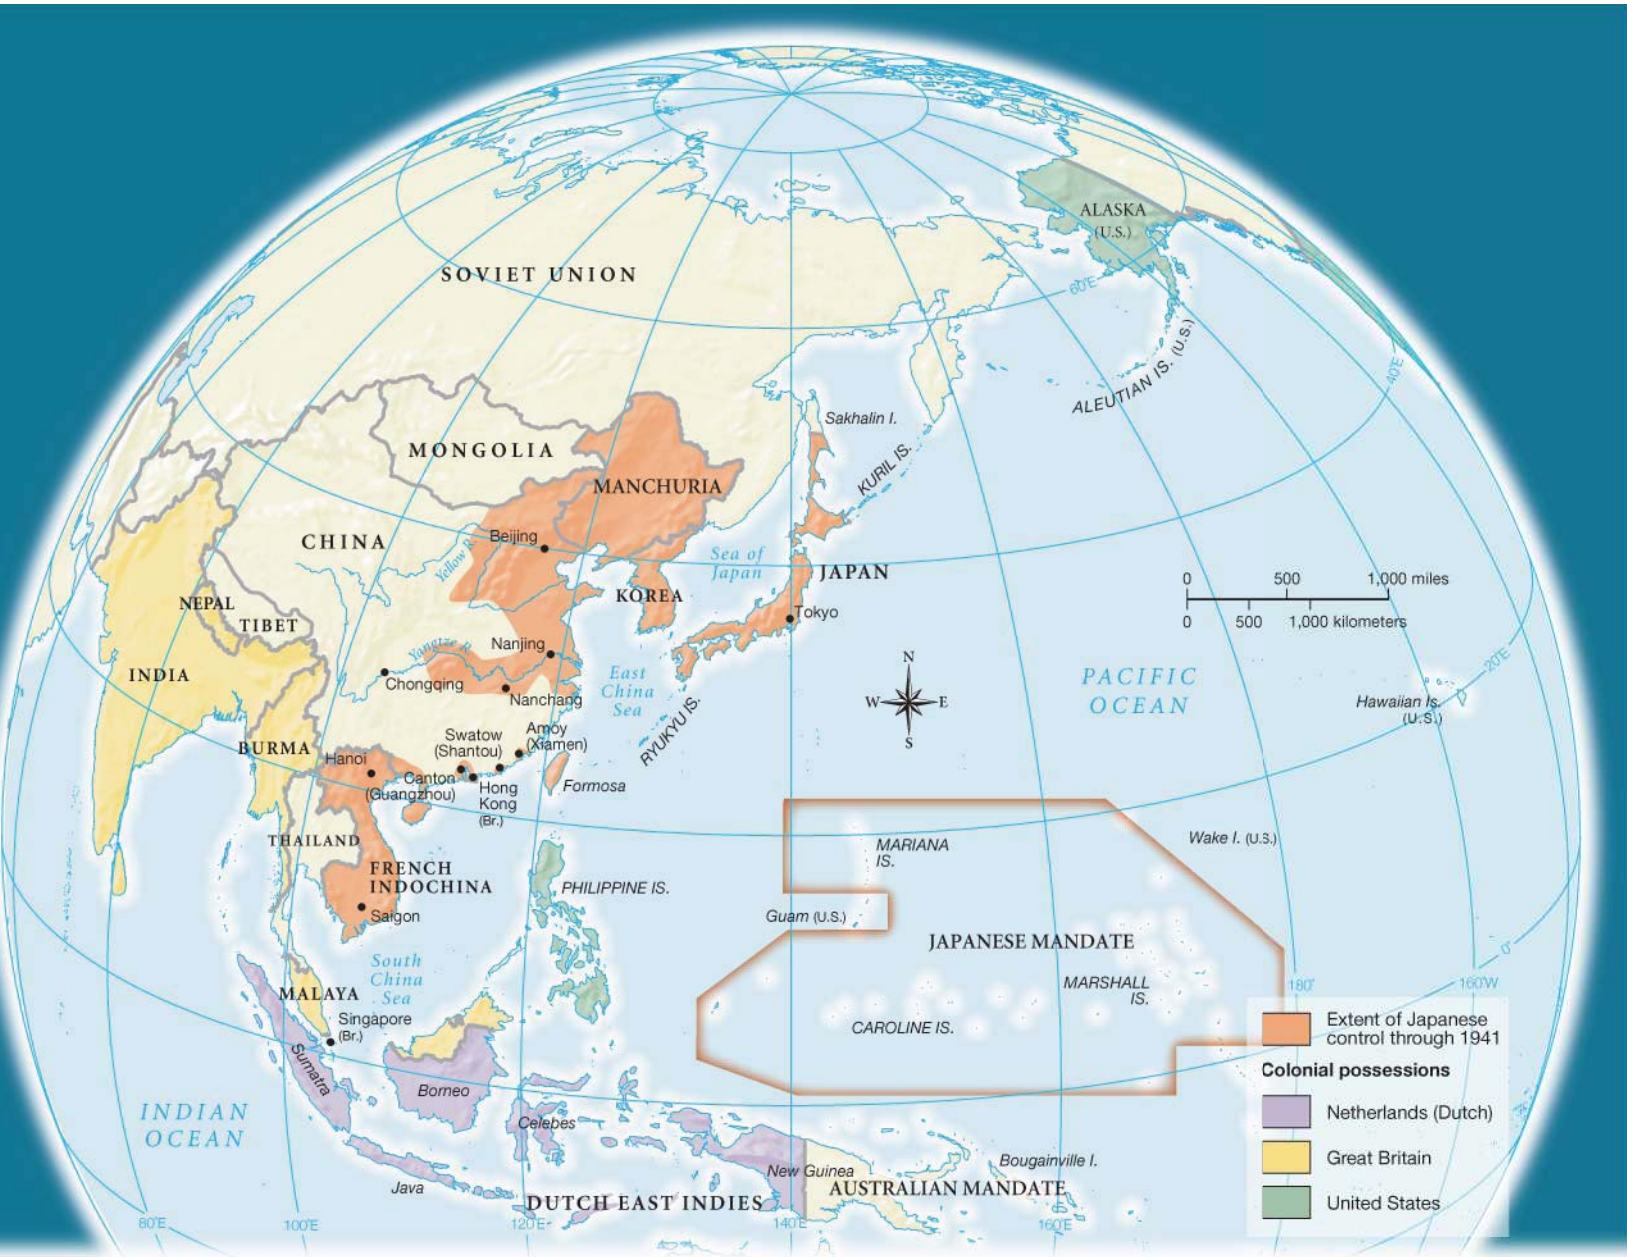 ALASKA
(U.S.)
SOVIET UNION
60°E
ALEUTIAN IS. (U.S.)
40°E
Sakhalin I.
KURIL IS.
MONGOLIA
MANCHURIA
CHINA
Beijing
Yellow R.
Sea of
Japan
JAPAN
KOREA
Tokyo
NEPAL
TIBET
INDIA
Nanjing
Yangtze R.
Chongqing
Nanchang
East
China
Sea
RYUKYU IS.
PACIFIC
OCEAN
0 500 1,000 miles
0 500 1,000 kilometers
N
W E
S
20°E
Hawaiian Is.
(U.S.)
BURMA
Hanoi
Swatow
(Shantou)
Amoy
(Xiamen)
Canton
(Guangzhou)
Hong
Kong
(Br.)
Formosa
THAILAND
FRENCH
INDOCHINA
Saigon
PHILIPPINE IS.
MARIANA
IS.
Wake I. (U.S.)
Guam (U.S.)
JAPANESE MANDATE
MARSHALL
IS.
CAROLINE IS.
0°
180°
160°W
South
China
Sea
MALAYA
Singapore
(Br.)
Sumatra
Borneo
Celebes
INDIAN
OCEAN
Java
DUTCH EAST INDIES
New Guinea
Bougainville I.
AUSTRALIAN MANDATE
80°E
100°E
120°E
140°E
160°E
Extent of Japanese
control through 1941
Colonial possessions
Netherlands (Dutch)
Great Britain
United States